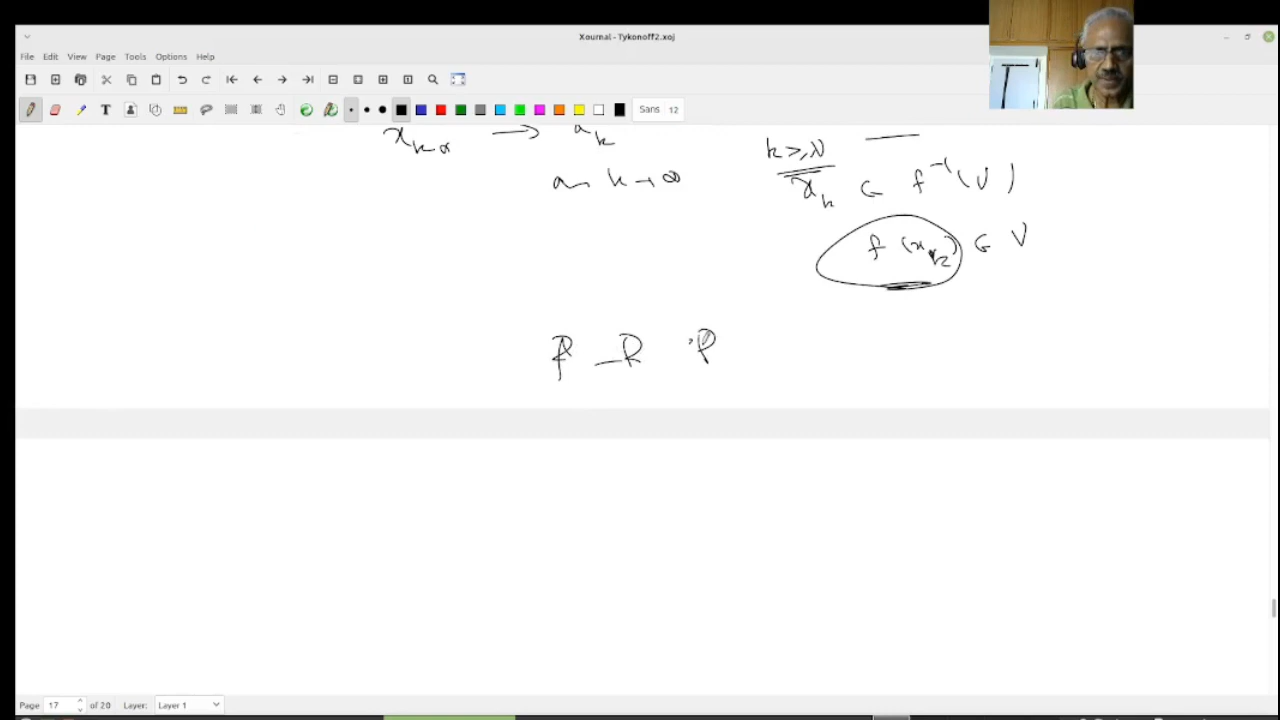 Xournal - Tykonoff2.xoj
File Edit View Page Tools Options Help
Sans 12
x_{kα} → a_k
as k → ∞
k ≥ N
x_k ∈ f^{-1}(V)
f(x_k) ∈ V
R R P
Page 17 of 20 Layer: Layer 1